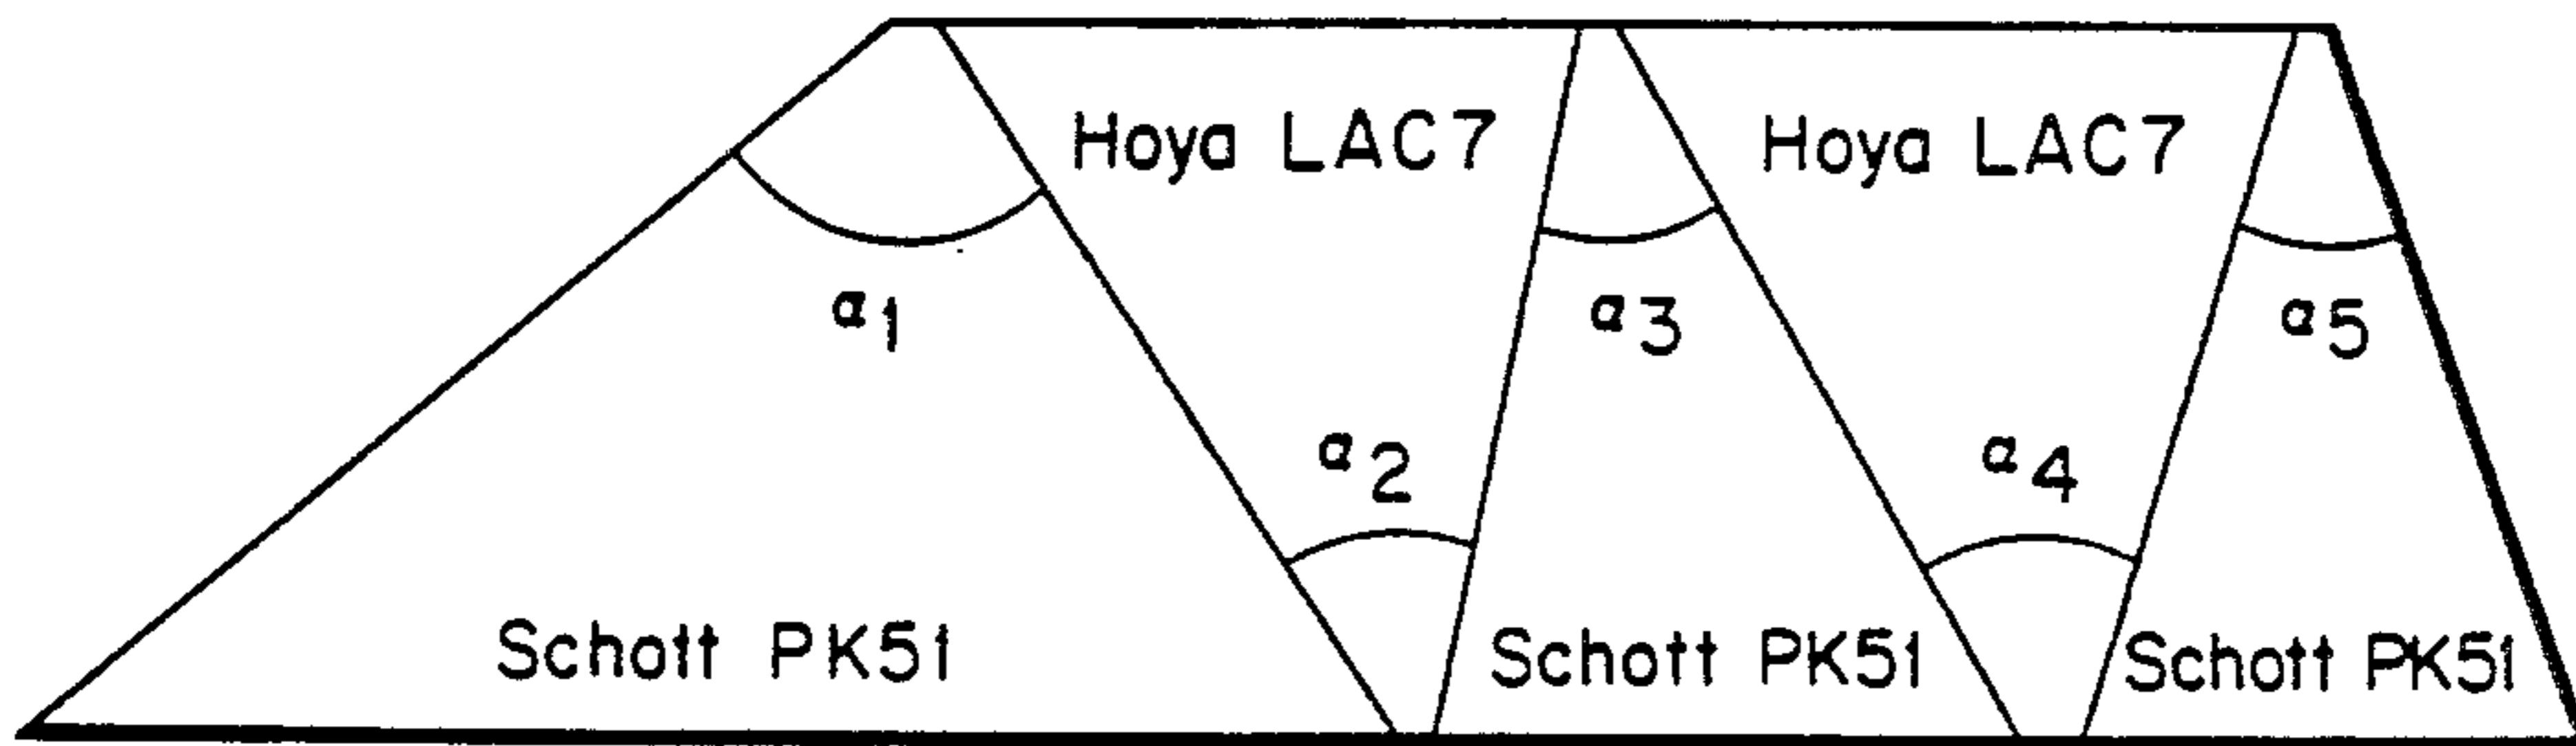 Hoya LAC7
Hoya LAC7
α1
α3
α5
α2
α4
Schott PK51
Schott PK51
Schott PK51